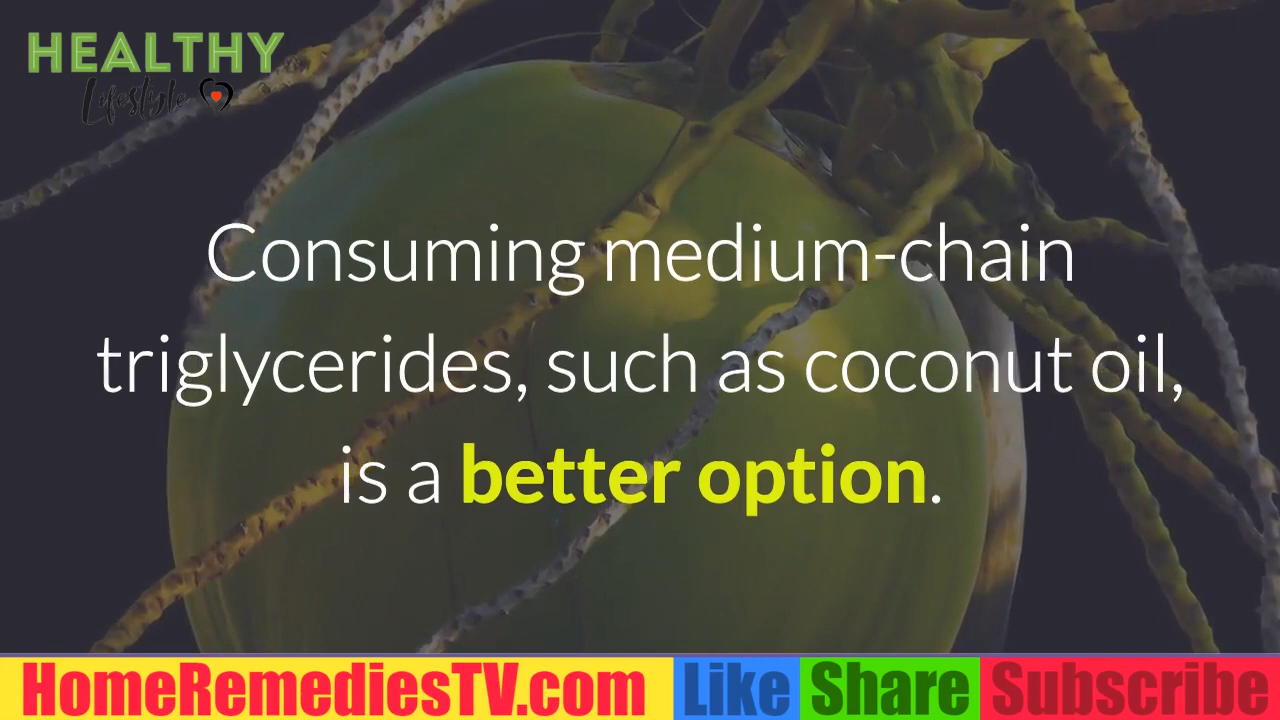 HEALTHY
Lifestyle
Consuming medium-chain
triglycerides, such as coconut oil,
is a better option.
HomeRemediesTV.com Like Share Subscribe